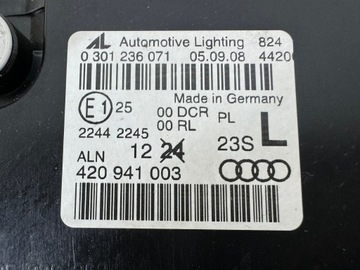 AL Automotive Lighting 824
0 301 236 071 05.09.08 4420
Made in Germany
E1 25 00 DCR PL
2244 2245 00 RL
L
ALN 12 24 23S
420 941 003